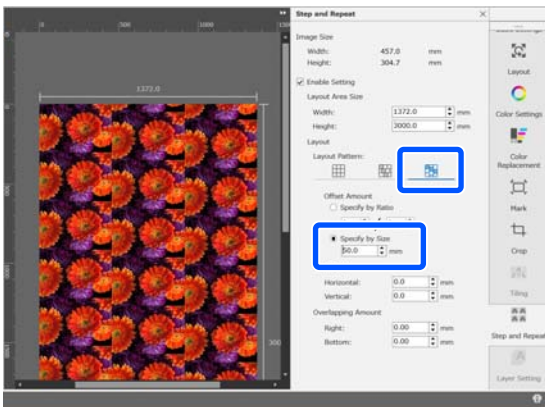 Step and Repeat
Image Size
Width: 457.0 mm
Height: 304.7 mm
Enable Setting
Layout Area Size
Width: 1372.0 mm
Height: 3000.0 mm
Layout
Layout Pattern:
Offset Amount
Specify by Ratio
Specify by Size
50.0 mm
Horizontal: 0.0 mm
Vertical: 0.0 mm
Overlapping Amount
Right: 0.00 mm
Bottom: 0.00 mm
Layout
Color Settings
Color
Replacement
Mark
Crop
Tiling
Step and Repeat
Layer Setting
0
500
1000
1372.0
300